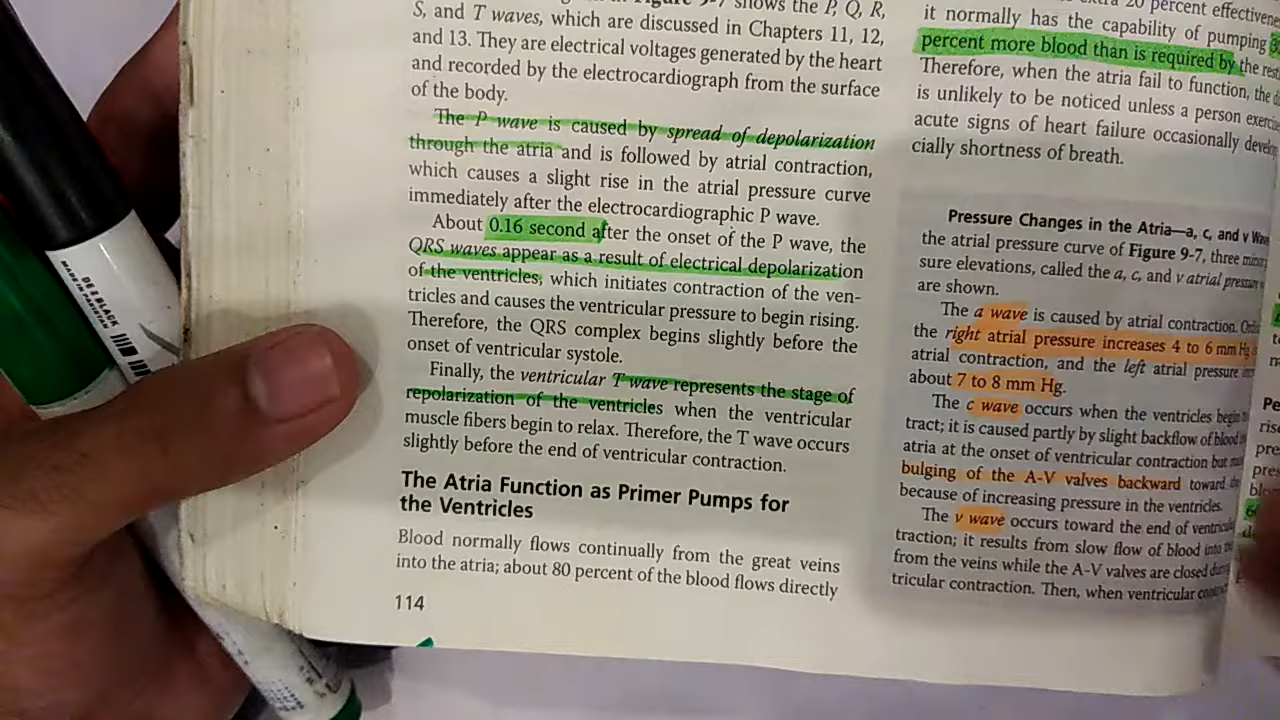 shows the P, Q, R,
S, and T waves, which are discussed in Chapters 11, 12,
and 13. They are electrical voltages generated by the heart
and recorded by the electrocardiograph from the surface
of the body.
The P wave is caused by spread of depolarization
through the atria and is followed by atrial contraction,
which causes a slight rise in the atrial pressure curve
immediately after the electrocardiographic P wave.
About 0.16 second after the onset of the P wave, the
QRS waves appear as a result of electrical depolarization
of the ventricles, which initiates contraction of the ven-
tricles and causes the ventricular pressure to begin rising.
Therefore, the QRS complex begins slightly before the
onset of ventricular systole.
Finally, the ventricular T wave represents the stage of
repolarization of the ventricles when the ventricular
muscle fibers begin to relax. Therefore, the T wave occurs
slightly before the end of ventricular contraction.
The Atria Function as Primer Pumps for
the Ventricles
Blood normally flows continually from the great veins
into the atria; about 80 percent of the blood flows directly
114
20 percent
it normally has the capability of pumping
percent more blood than is required by the
Therefore, when the atria fail to function, the
is unlikely to be noticed unless a person
acute signs of heart failure occasionally
cially shortness of breath.
Pressure Changes in the Atria—a, c, and v
the atrial pressure curve of Figure 9-7, three
sure elevations, called the a, c, and v atrial pressure
are shown.
The a wave is caused by atrial contraction.
the right atrial pressure increases 4 to 6 mm Hg
atrial contraction, and the left atrial pressure
about 7 to 8 mm Hg.
The c wave occurs when the ventricles begin
tract; it is caused partly by slight backflow of blood
atria at the onset of ventricular contraction but
bulging of the A-V valves backward toward
because of increasing pressure in the ventricles.
The v wave occurs toward the end of
traction; it results from slow flow of blood into
from the veins while the A-V valves are closed
tricular contraction. Then, when ventricular
DE 2 BLACK
MADE IN PAKISTAN